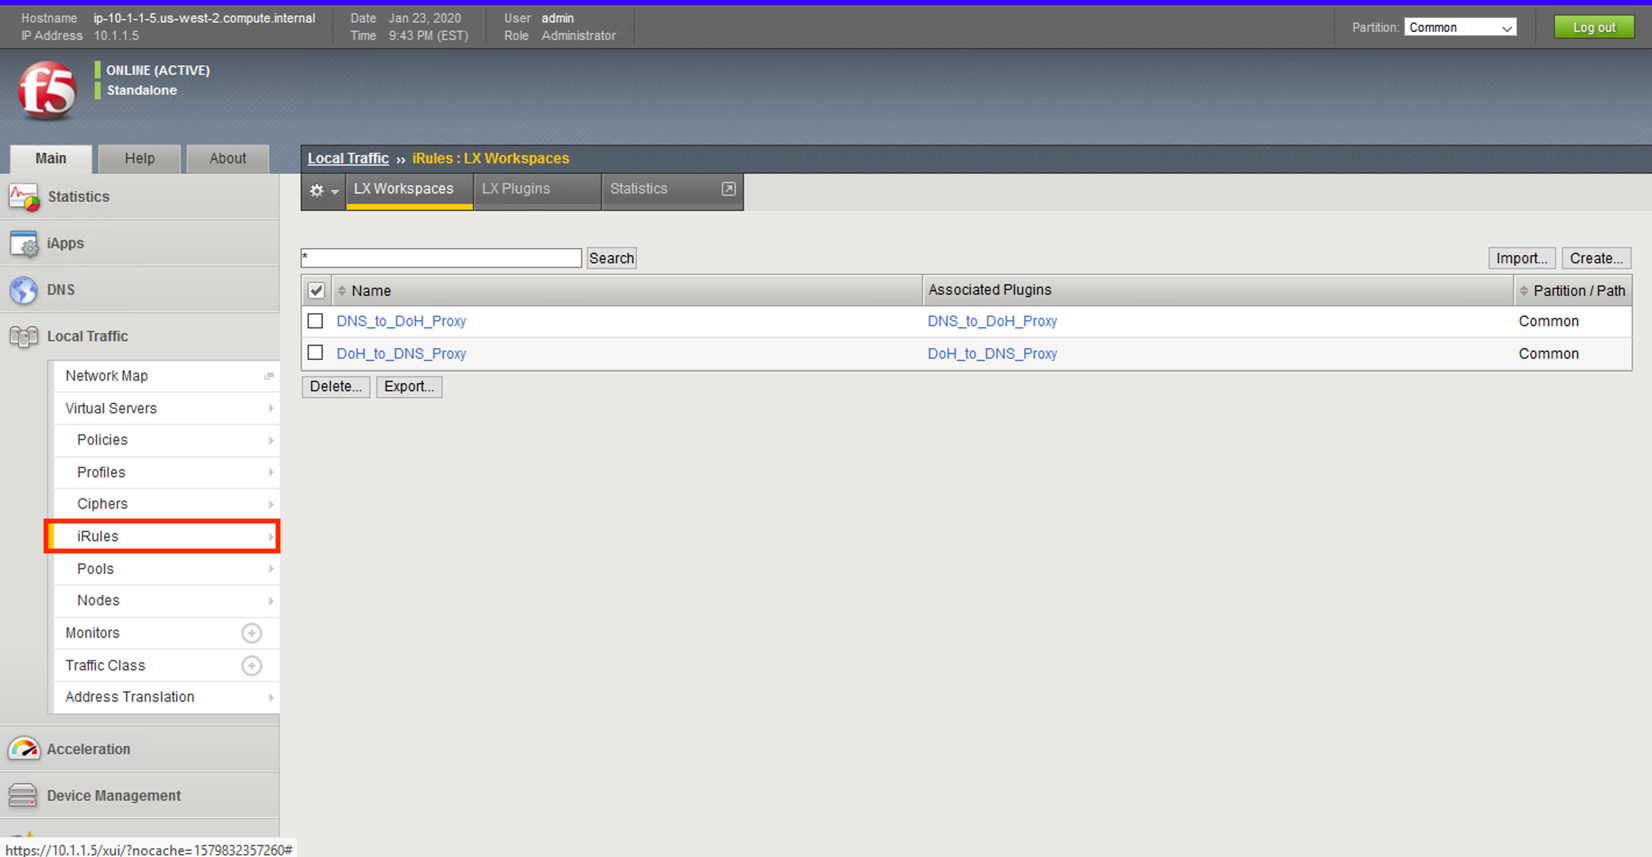 Hostname ip-10-1-1-5.us-west-2.compute.internal Date Jan 23, 2020 User admin
IP Address 10.1.1.5 Time 9:43 PM (EST) Role Administrator
Partition: Common Log out
f5
ONLINE (ACTIVE)
Standalone
Main Help About
Local Traffic ›› iRules : LX Workspaces
LX Workspaces LX Plugins Statistics
Statistics
iApps
DNS
Local Traffic
Network Map
Virtual Servers
Policies
Profiles
Ciphers
iRules
Pools
Nodes
Monitors
Traffic Class
Address Translation
Acceleration
Device Management
* Search Import... Create...
Name Associated Plugins Partition / Path
DNS_to_DoH_Proxy DNS_to_DoH_Proxy Common
DoH_to_DNS_Proxy DoH_to_DNS_Proxy Common
Delete... Export...
https://10.1.1.5/xui/?nocache=1579832357260#